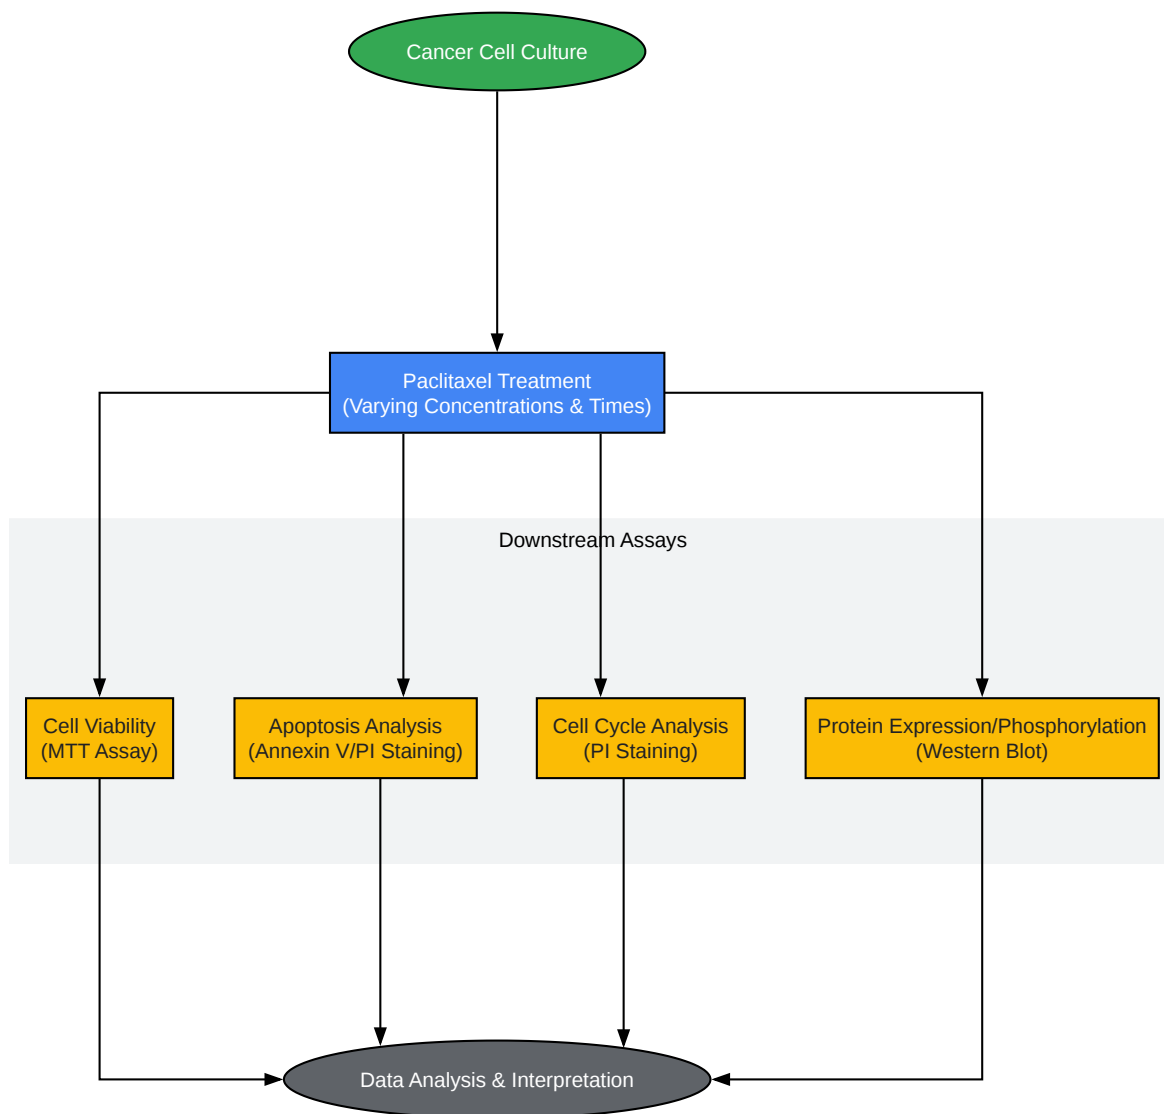 Cancer Cell Culture
Paclitaxel Treatment
(Varying Concentrations & Times)
Downstream Assays
Cell Viability
(MTT Assay)
Apoptosis Analysis
(Annexin V/PI Staining)
Cell Cycle Analysis
(PI Staining)
Protein Expression/Phosphorylation
(Western Blot)
Data Analysis & Interpretation